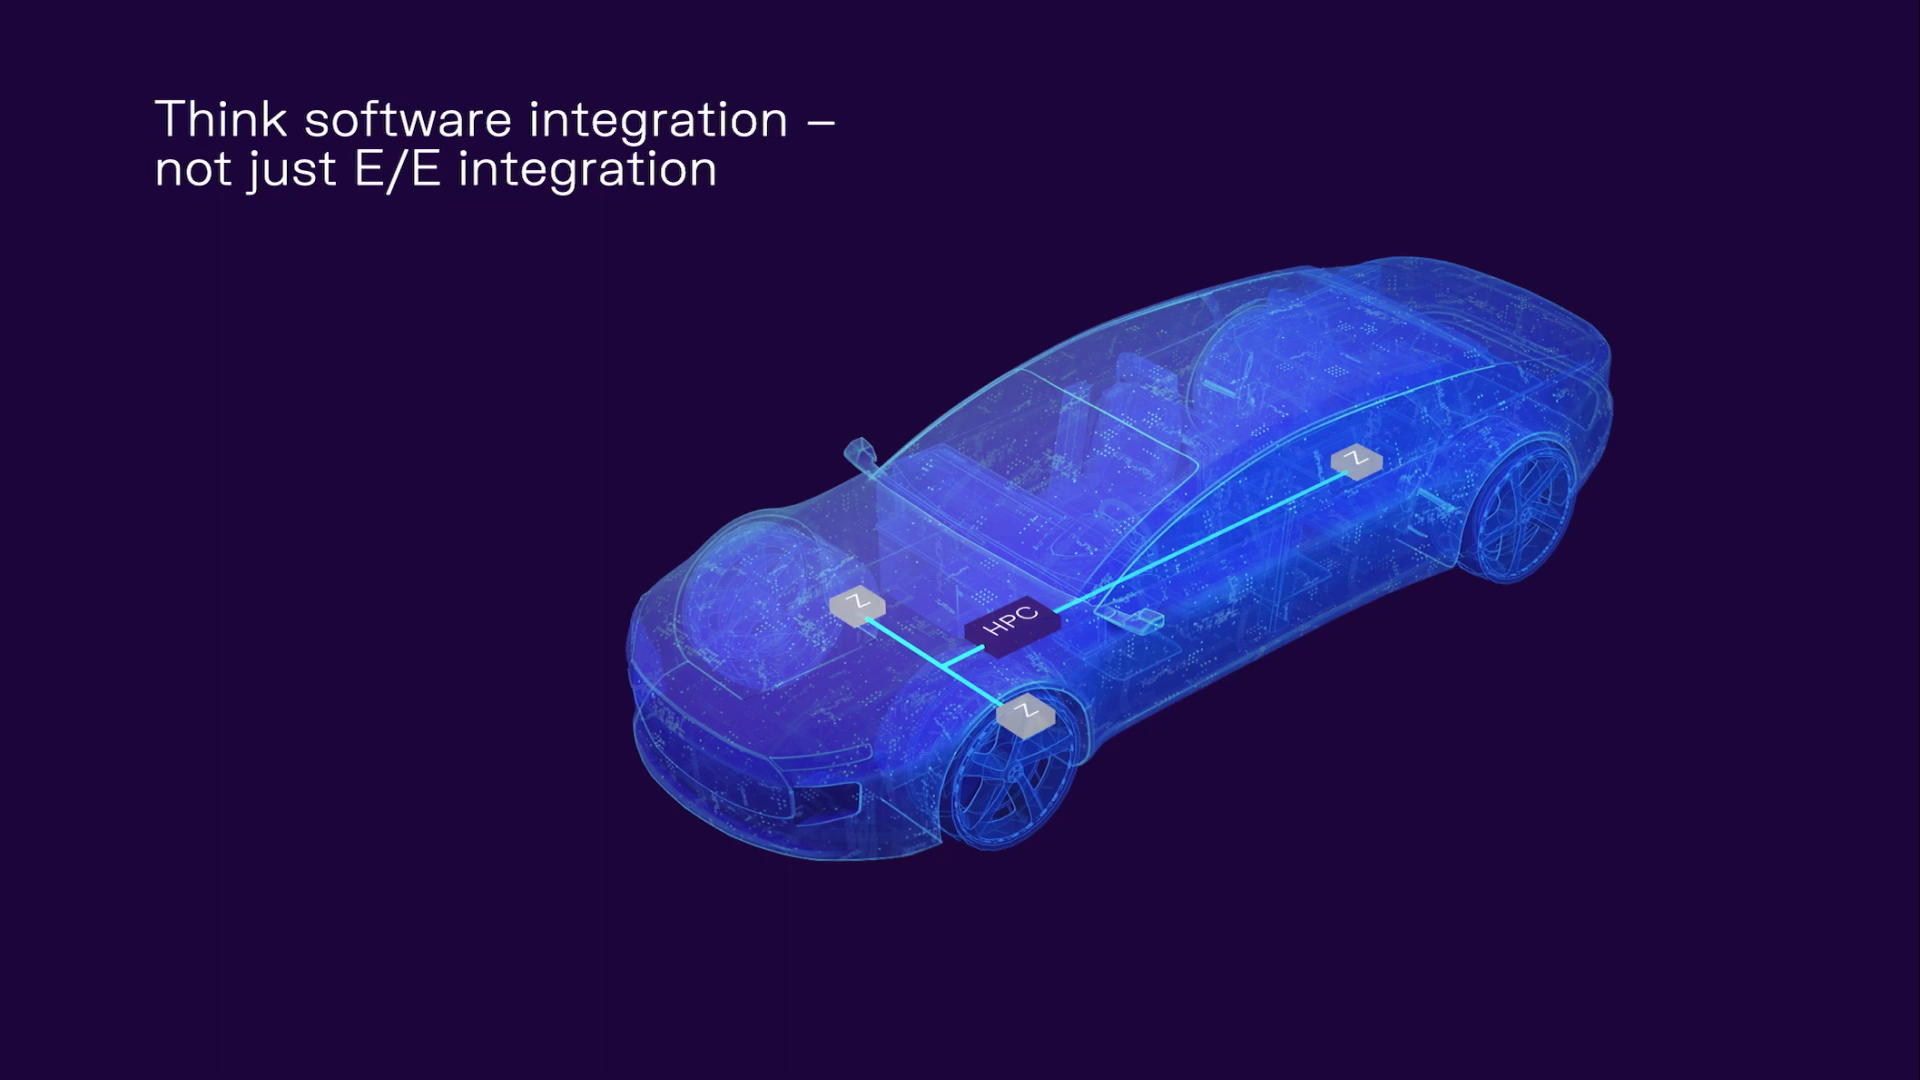 Think software integration –
not just E/E integration
Z
Z
HPC
Z